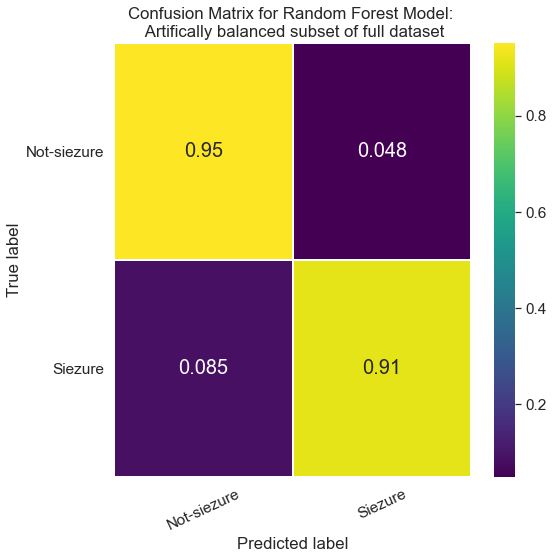 Confusion Matrix for Random Forest Model:
Artifically balanced subset of full dataset
True label
Not-siezure
0.95
0.048
Siezure
0.085
0.91
Not-siezure
Siezure
Predicted label
0.8
0.6
0.4
0.2